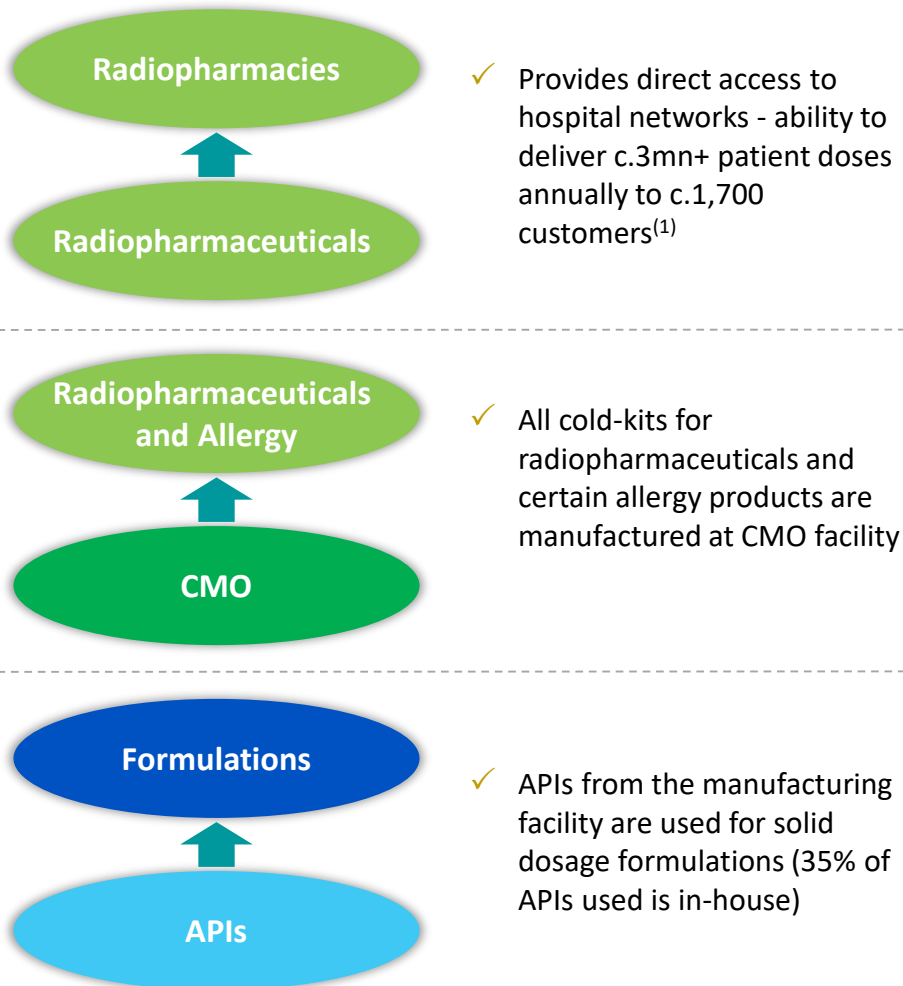 Radiopharmacies
Radiopharmaceuticals
✓ Provides direct access to
hospital networks - ability to
deliver c.3mn+ patient doses
annually to c.1,700
customers(1)
Radiopharmaceuticals
and Allergy
CMO
✓ All cold-kits for
radiopharmaceuticals and
certain allergy products are
manufactured at CMO facility
Formulations
APIs
✓ APIs from the manufacturing
facility are used for solid
dosage formulations (35% of
APIs used is in-house)